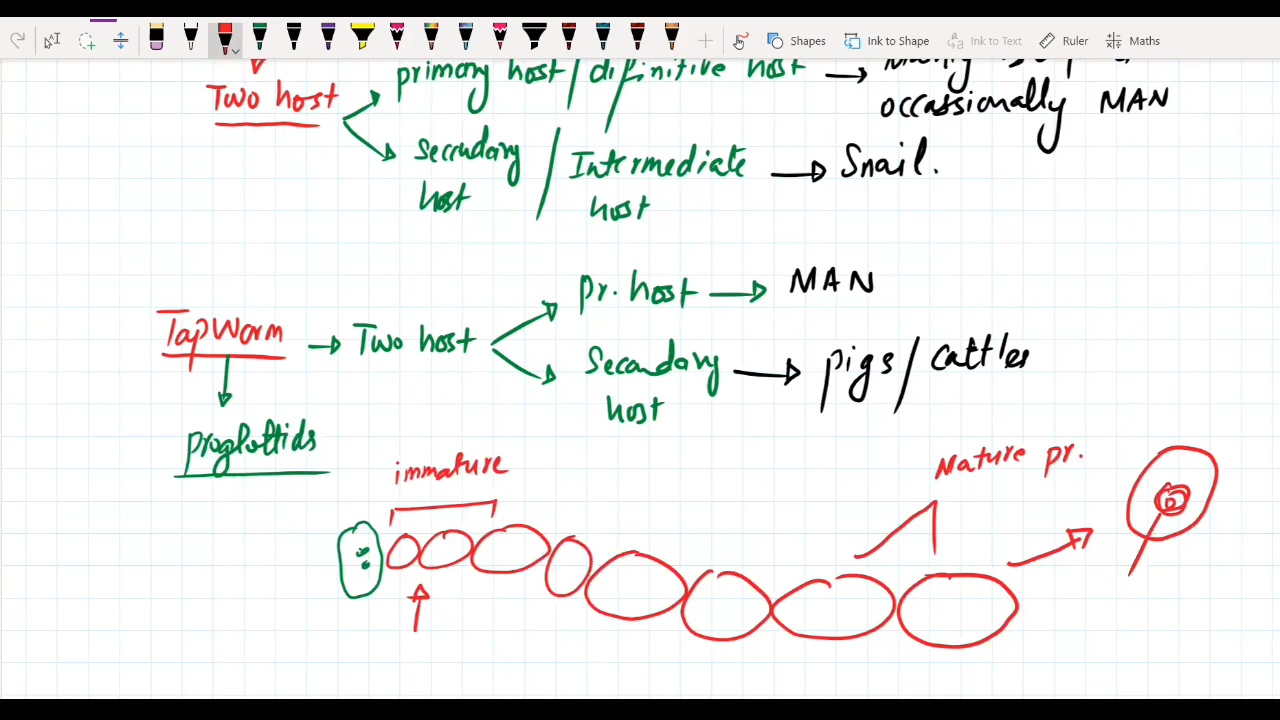 Shapes
Ink to Shape
Ink to Text
Ruler
Maths
Two host
primary host / definitive host
occassionally MAN
Secondary / Intermediate
host host
Snail.
Pr. host MAN
TapWorm Two host
Secondary pigs / cattles
host
Proglottids
immature
Mature pr.